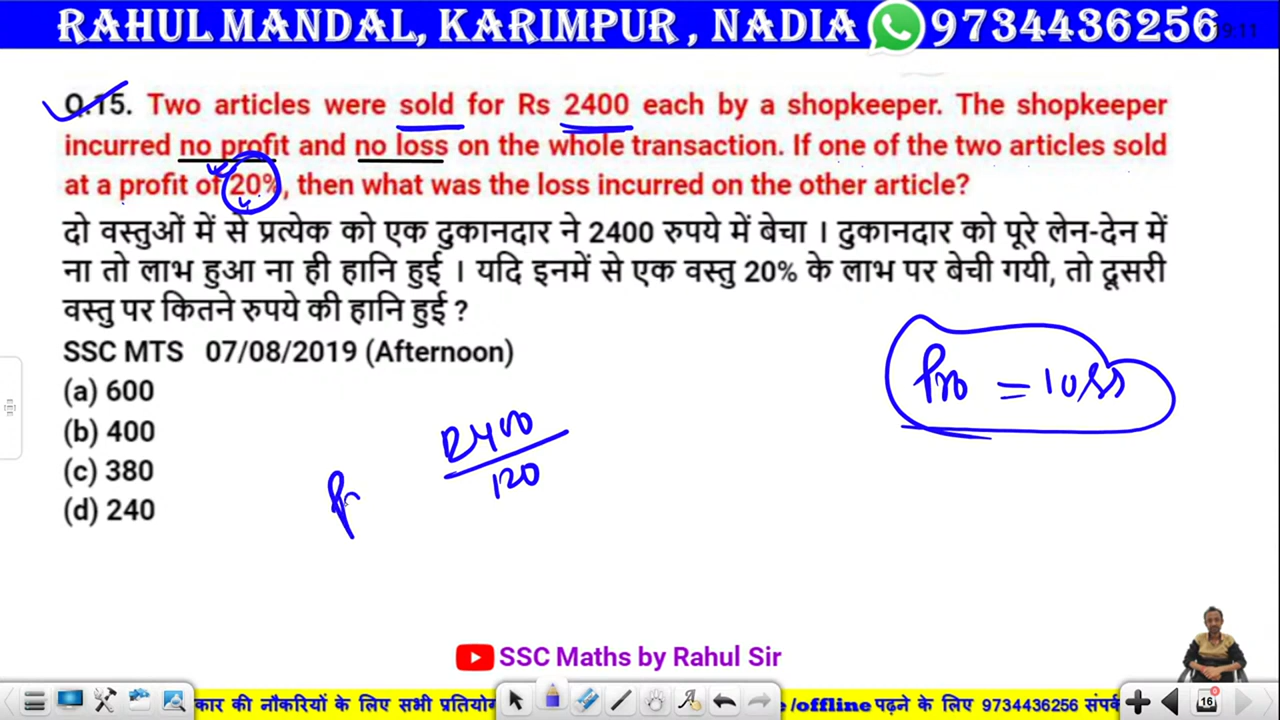 RAHUL MANDAL, KARIMPUR , NADIA 9734436256
Q.15. Two articles were sold for Rs 2400 each by a shopkeeper. The shopkeeper
incurred no profit and no loss on the whole transaction. If one of the two articles sold
at a profit of 20%, then what was the loss incurred on the other article?
दो वस्तुओं में से प्रत्येक को एक दुकानदार ने 2400 रुपये में बेचा । दुकानदार को पूरे लेन-देन में
ना तो लाभ हुआ ना ही हानि हुई । यदि इनमें से एक वस्तु 20% के लाभ पर बेची गयी, तो दूसरी
वस्तु पर कितने रुपये की हानि हुई ?
SSC MTS 07/08/2019 (Afternoon)
(a) 600
(b) 400
(c) 380
(d) 240
Pro = loss
2400
120
P
SSC Maths by Rahul Sir
कार की नौकरियों के लिए सभी प्रतियो /offline पढ़ने के लिए 9734436256 संपर्क
16